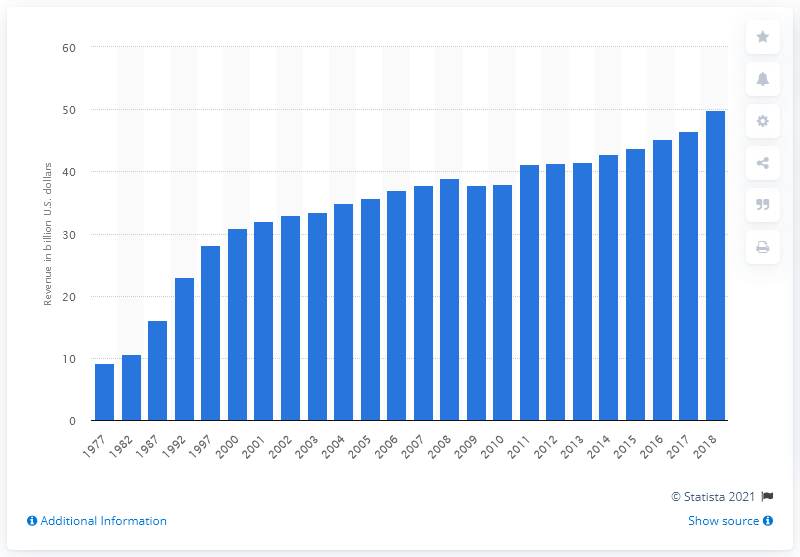 60
50
40
30
20
10
0
Revenue in billion U.S. dollars
1977 1982 1987 1992 1997 2000 2001 2002 2003 2004 2005 2006 2007 2008 2009 2010 2011 2012 2013 2014 2015 2016 2017 2018
© Statista 2021
Additional Information
Show source